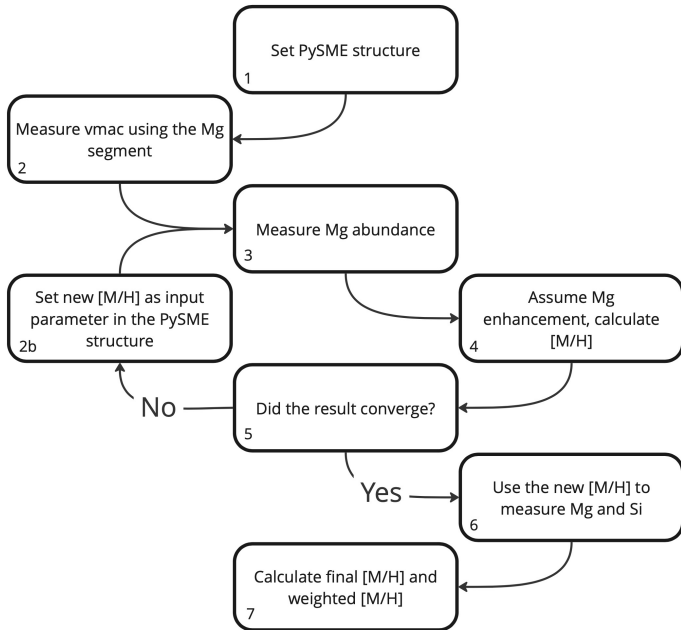 Set PySME structure
1
Measure vmac using the Mg
segment
2
Measure Mg abundance
3
Set new [M/H] as input
parameter in the PySME
structure
2b
Assume Mg
enhancement, calculate
[M/H]
4
Did the result converge?
5
No
Yes
Use the new [M/H] to
measure Mg and Si
6
Calculate final [M/H] and
weighted [M/H]
7